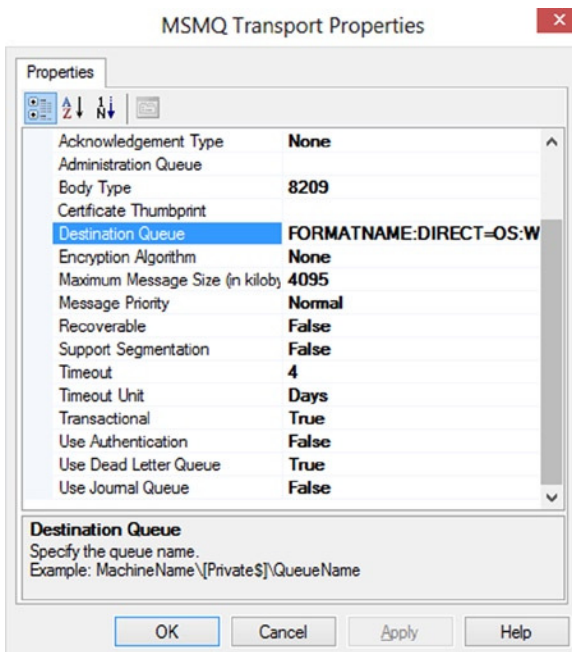 MSMQ Transport Properties
Properties
Acknowledgement Type None
Administration Queue
Body Type 8209
Certificate Thumbprint
Destination Queue FORMATNAME:DIRECT=OS:W
Encryption Algorithm None
Maximum Message Size (in kiloby 4095
Message Priority Normal
Recoverable False
Support Segmentation False
Timeout 4
Timeout Unit Days
Transactional True
Use Authentication False
Use Dead Letter Queue True
Use Journal Queue False
Destination Queue
Specify the queue name.
Example: MachineName\[Private$]\QueueName
OK Cancel Apply Help